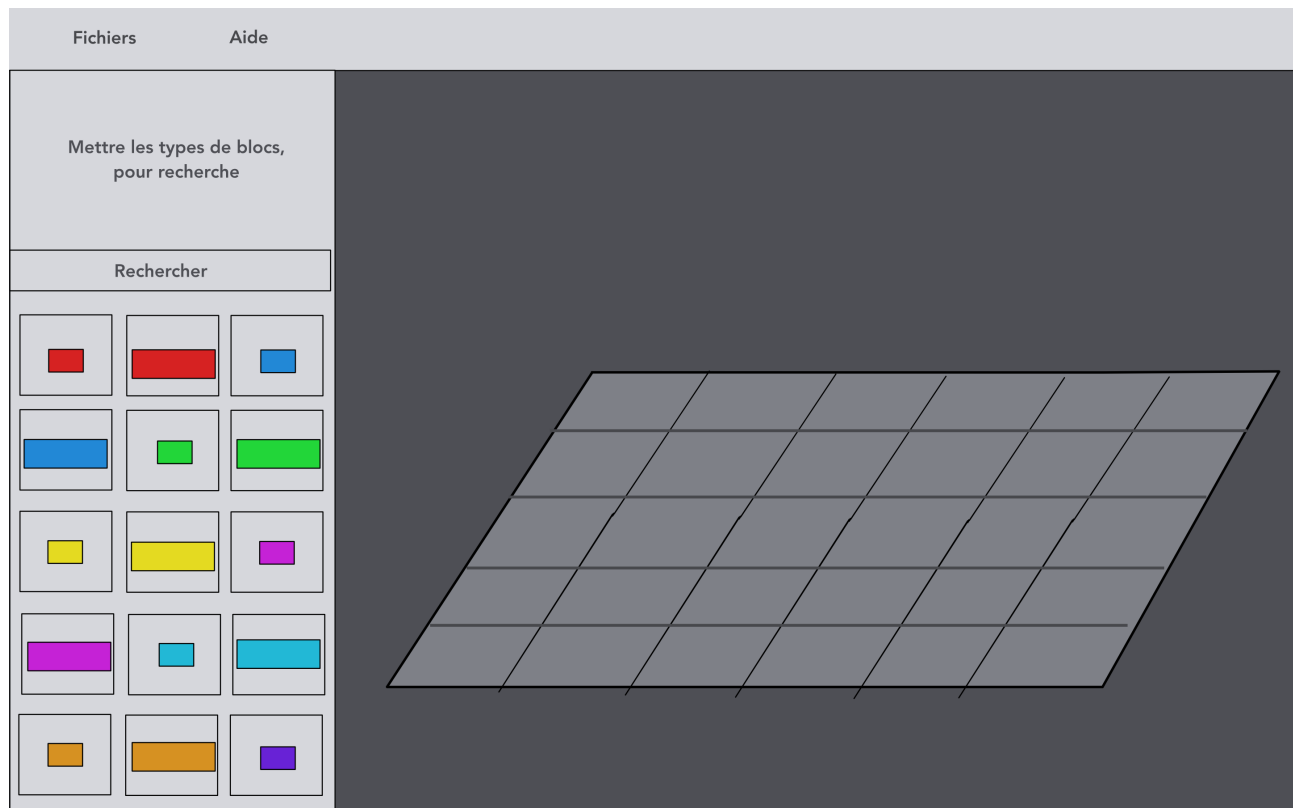 Fichiers Aide
Mettre les types de blocs,
pour recherche
Rechercher